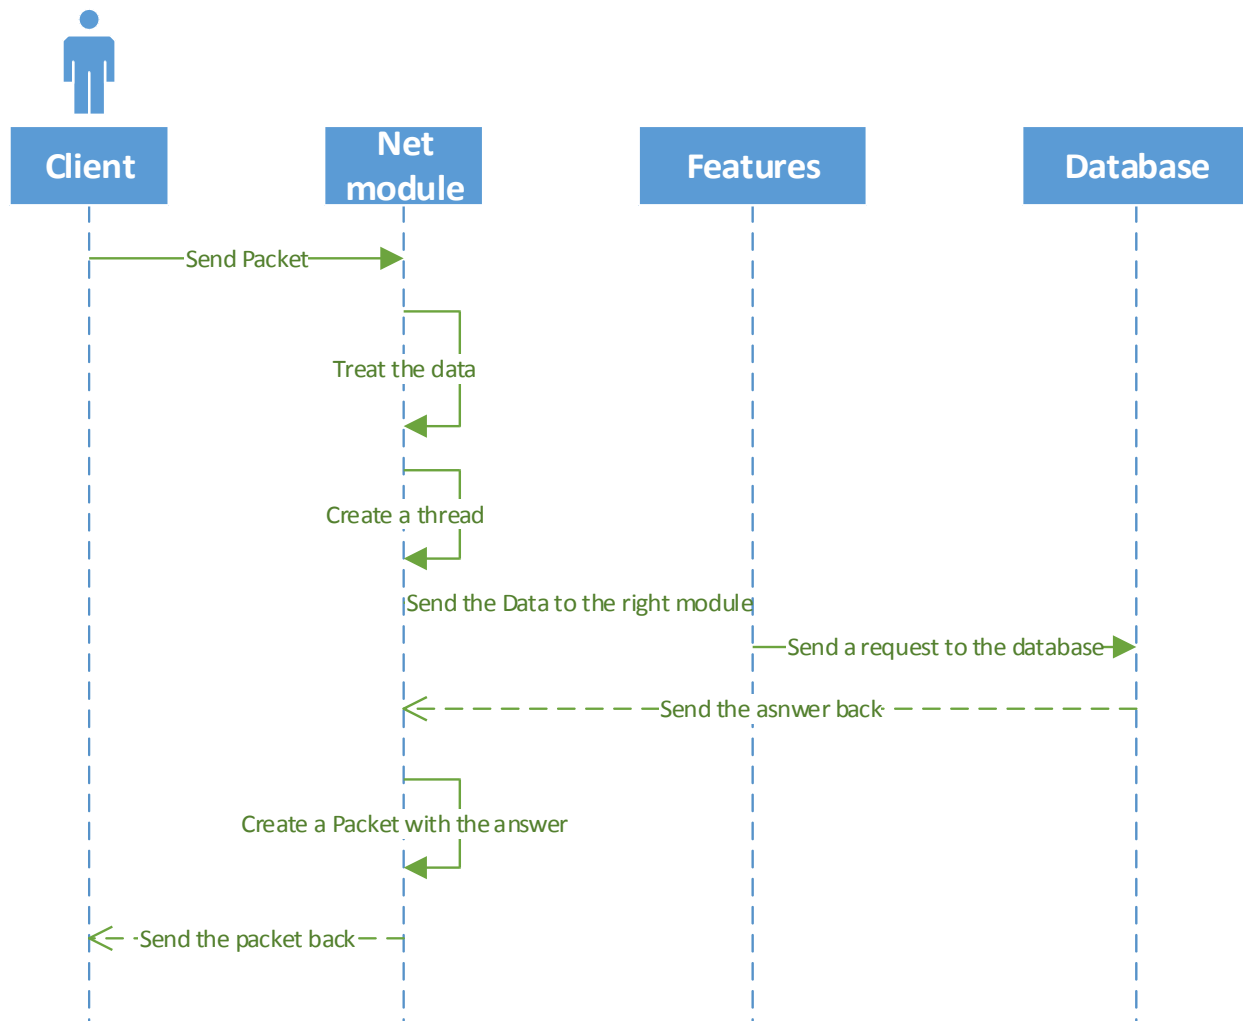 Client
Net
module
Features
Database
Send Packet
Treat the data
Create a thread
Send the Data to the right module
Send a request to the database
Send the asnwer back
Create a Packet with the answer
Send the packet back